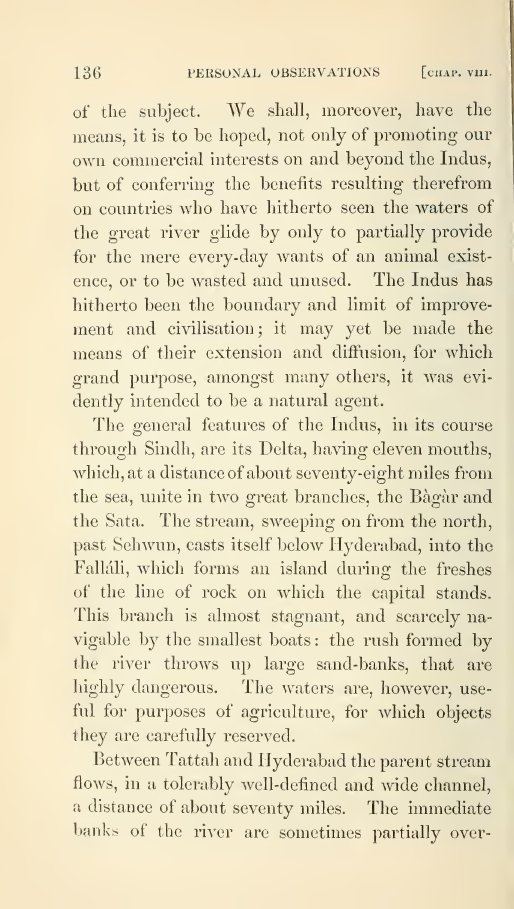 136 PERSONAL OBSERVATIONS [CHAP. VIII.
of the subject. We shall, moreover, have the
means, it is to be hoped, not only of promoting our
own commercial interests on and beyond the Indus,
but of conferring the benefits resulting therefrom
on countries who have hitherto seen the waters of
the great river glide by only to partially provide
for the mere every-day wants of an animal exist-
ence, or to be wasted and unused. The Indus has
hitherto been the boundary and limit of improve-
ment and civilisation; it may yet be made the
means of their extension and diffusion, for which
grand purpose, amongst many others, it was evi-
dently intended to be a natural agent.
The general features of the Indus, in its course
through Sindh, are its Delta, having eleven mouths,
which, at a distance of about seventy-eight miles from
the sea, unite in two great branches, the Bàgàr and
the Sata. The stream, sweeping on from the north,
past Sehwun, casts itself below Hyderabad, into the
Falláli, which forms an island during the freshes
of the line of rock on which the capital stands.
This branch is almost stagnant, and scarcely na-
vigable by the smallest boats: the rush formed by
the river throws up large sand-banks, that are
highly dangerous. The waters are, however, use-
ful for purposes of agriculture, for which objects
they are carefully reserved.
Between Tattah and Hyderabad the parent stream
flows, in a tolerably well-defined and wide channel,
a distance of about seventy miles. The immediate
banks of the river are sometimes partially over-